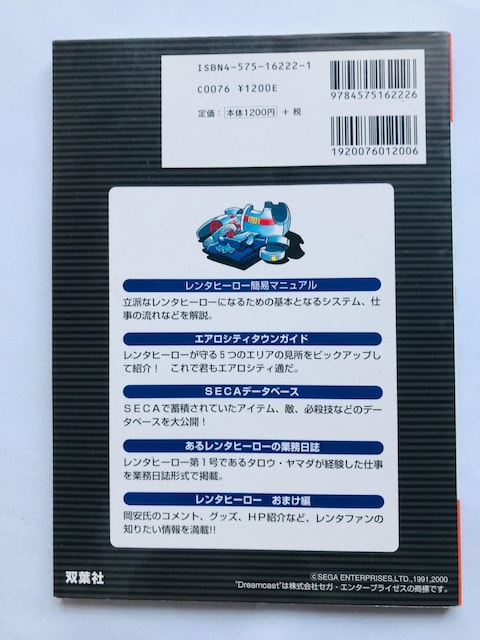 ISBN4-575-16222-1
C0076 ¥1200E
定価：本体1200円 ＋税
9784575162226
1920076012006
レンタヒーロー簡易マニュアル
立派なレンタヒーローになるための基本となるシステム、仕
事の流れなどを解説。
エアロシティタウンガイド
レンタヒーローが守る５つのエリアの見所をピックアップし
て紹介！　これで君もエアロシティ通だ。
ＳＥＣＡデータベース
ＳＥＣＡで蓄積されていたアイテム、敵、必殺技などのデー
タベースを大公開！
あるレンタヒーローの業務日誌
レンタヒーロー第１号であるタロウ・ヤマダが経験した仕事
を業務日誌形式で掲載。
レンタヒーロー　おまけ編
岡安氏のコメント、グッズ、ＨＰ紹介など、レンタファンの
知りたい情報を満載!!
双葉社
©SEGA ENTERPRISES,LTD.,1991,2000
"Dreamcast"は株式会社セガ・エンタープライゼスの商標です。